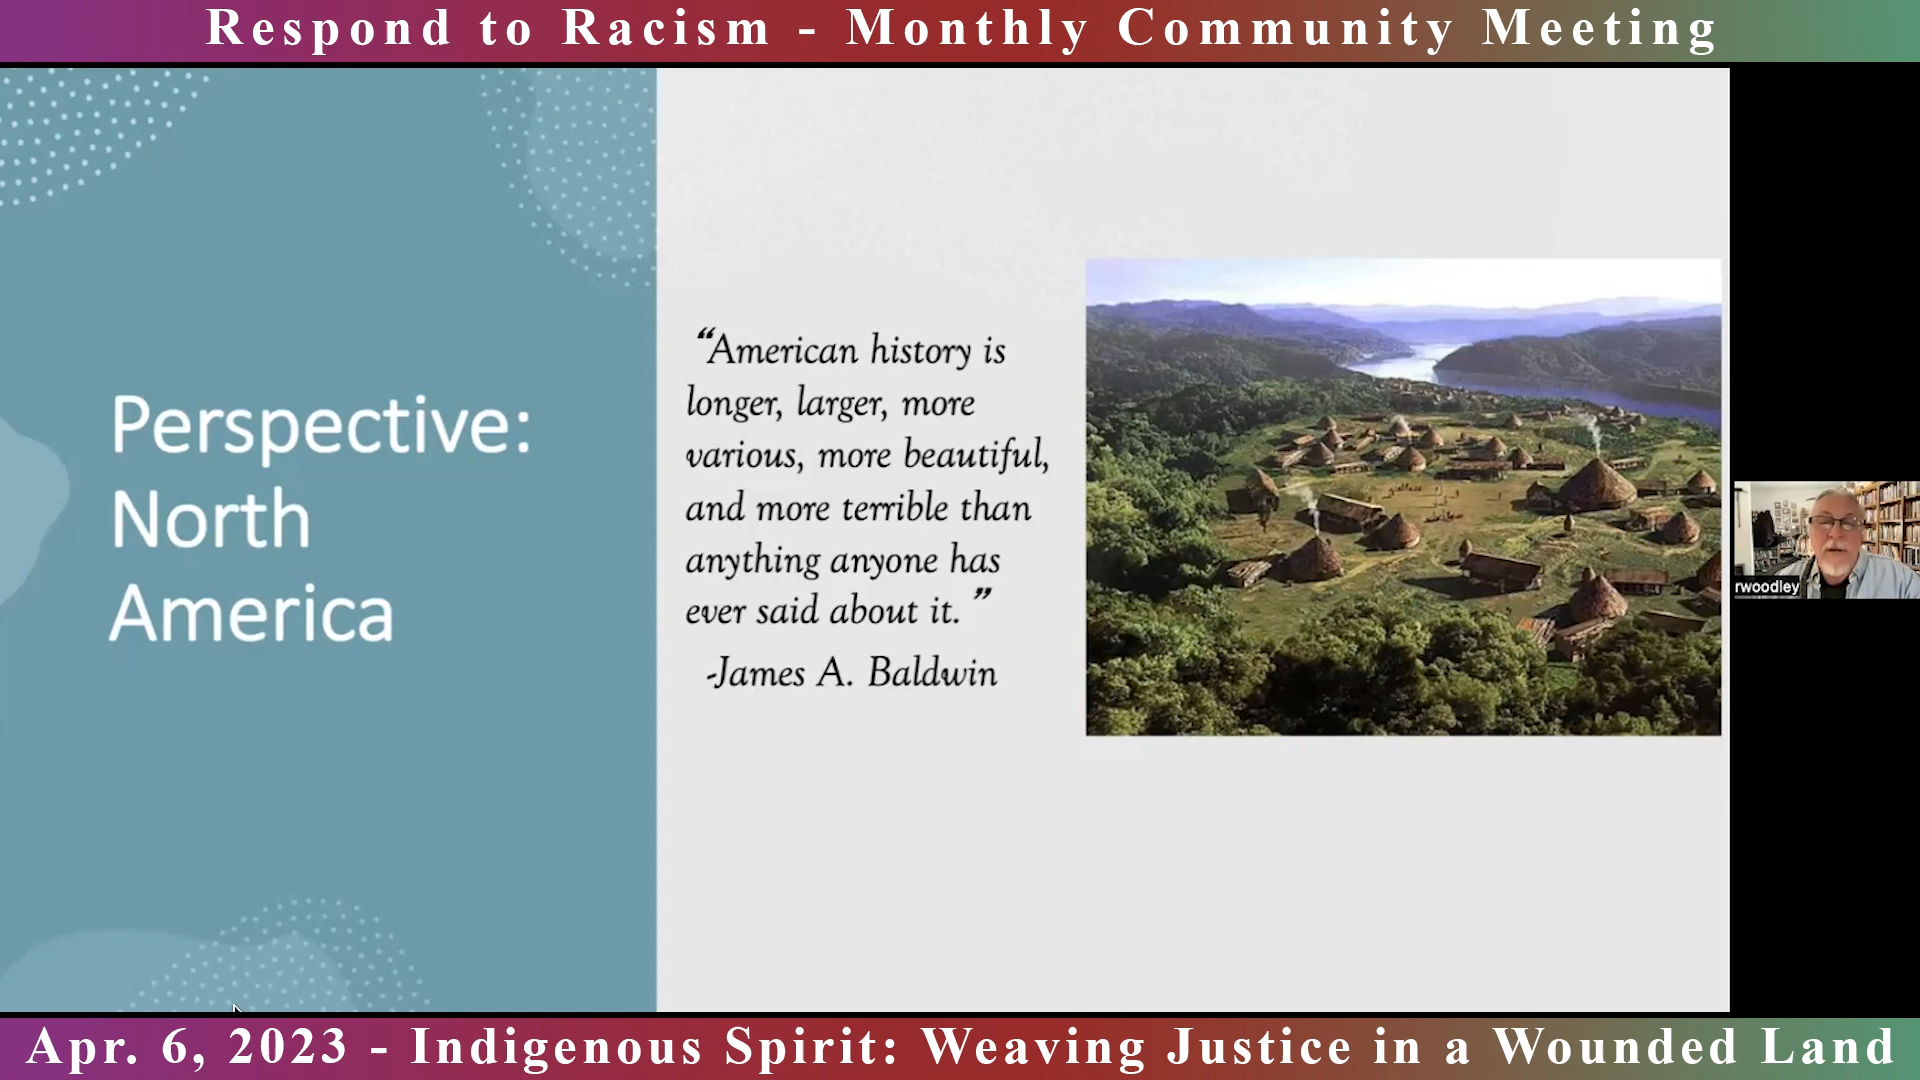 Respond to Racism - Monthly Community Meeting
Perspective:
North
America
“American history is
longer, larger, more
various, more beautiful,
and more terrible than
anything anyone has
ever said about it.”
-James A. Baldwin
rwoodley
Apr. 6, 2023 - Indigenous Spirit: Weaving Justice in a Wounded Land